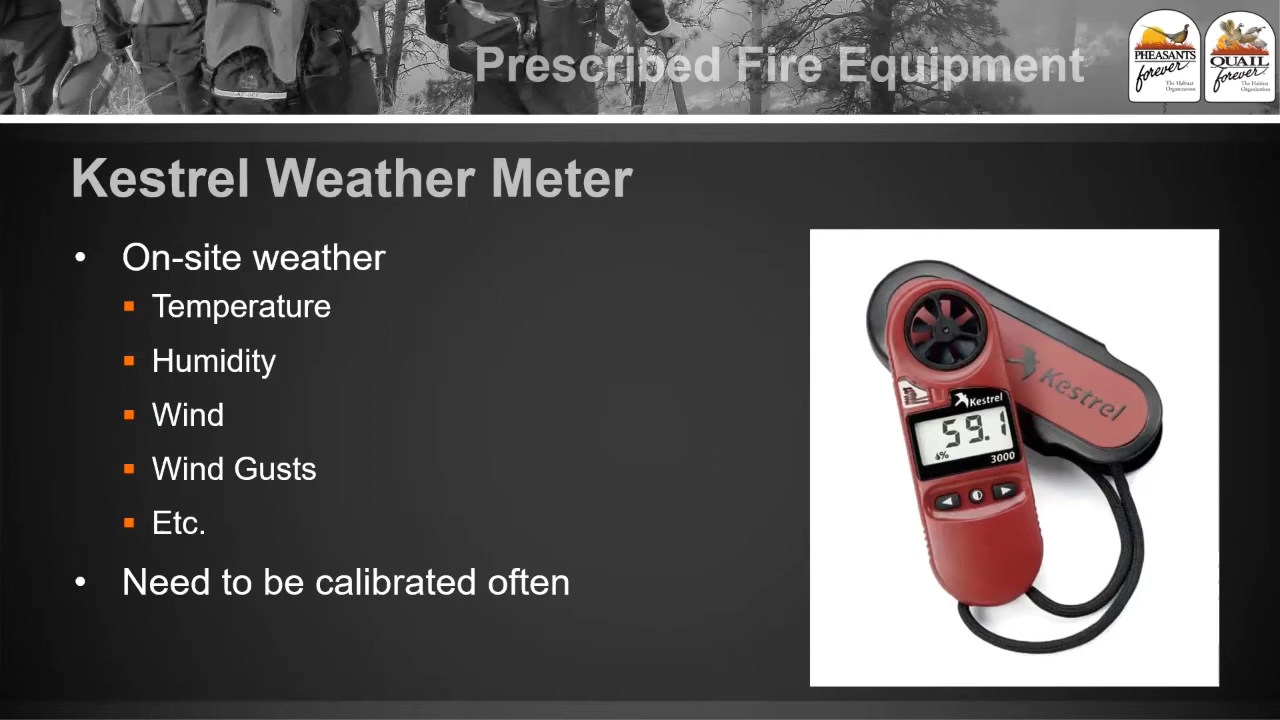 Prescribed Fire Equipment
PHEASANTS
forever
The Habitat
Organization
QUAIL
forever
The Habitat
Organization
Kestrel Weather Meter
• On-site weather
▪ Temperature
▪ Humidity
▪ Wind
▪ Wind Gusts
▪ Etc.
• Need to be calibrated often
Kestrel
Kestrel
59.1
%
3000